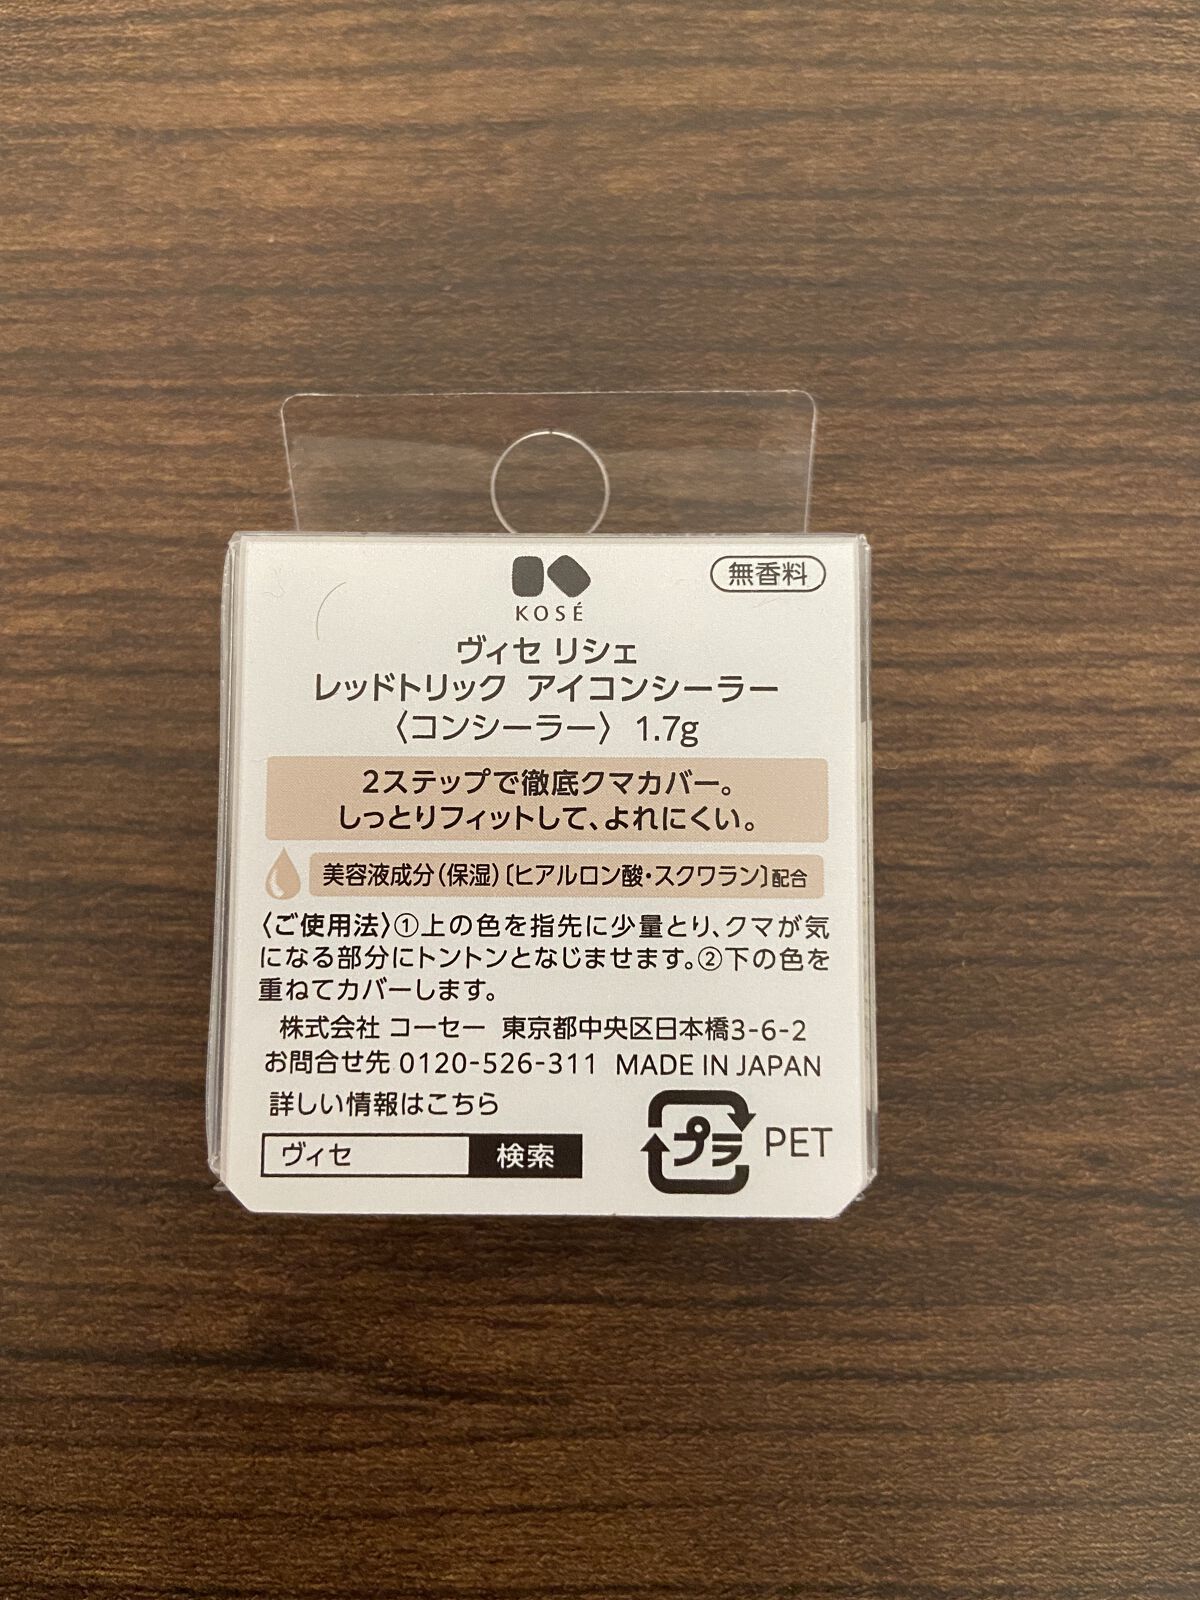 KOSÉ
無香料
ヴィセ リシェ
レッドトリック アイコンシーラー
〈コンシーラー〉 1.7g
2ステップで徹底クマカバー。
しっとりフィットして、よれにくい。
美容液成分(保湿)〔ヒアルロン酸・スクワラン〕配合
〈ご使用法〉①上の色を指先に少量とり、クマが気
になる部分にトントンとなじませます。②下の色を
重ねてカバーします。
株式会社 コーセー 東京都中央区日本橋3-6-2
お問合せ先 0120-526-311 MADE IN JAPAN
詳しい情報はこちら
ヴィセ 検索
プラ PET